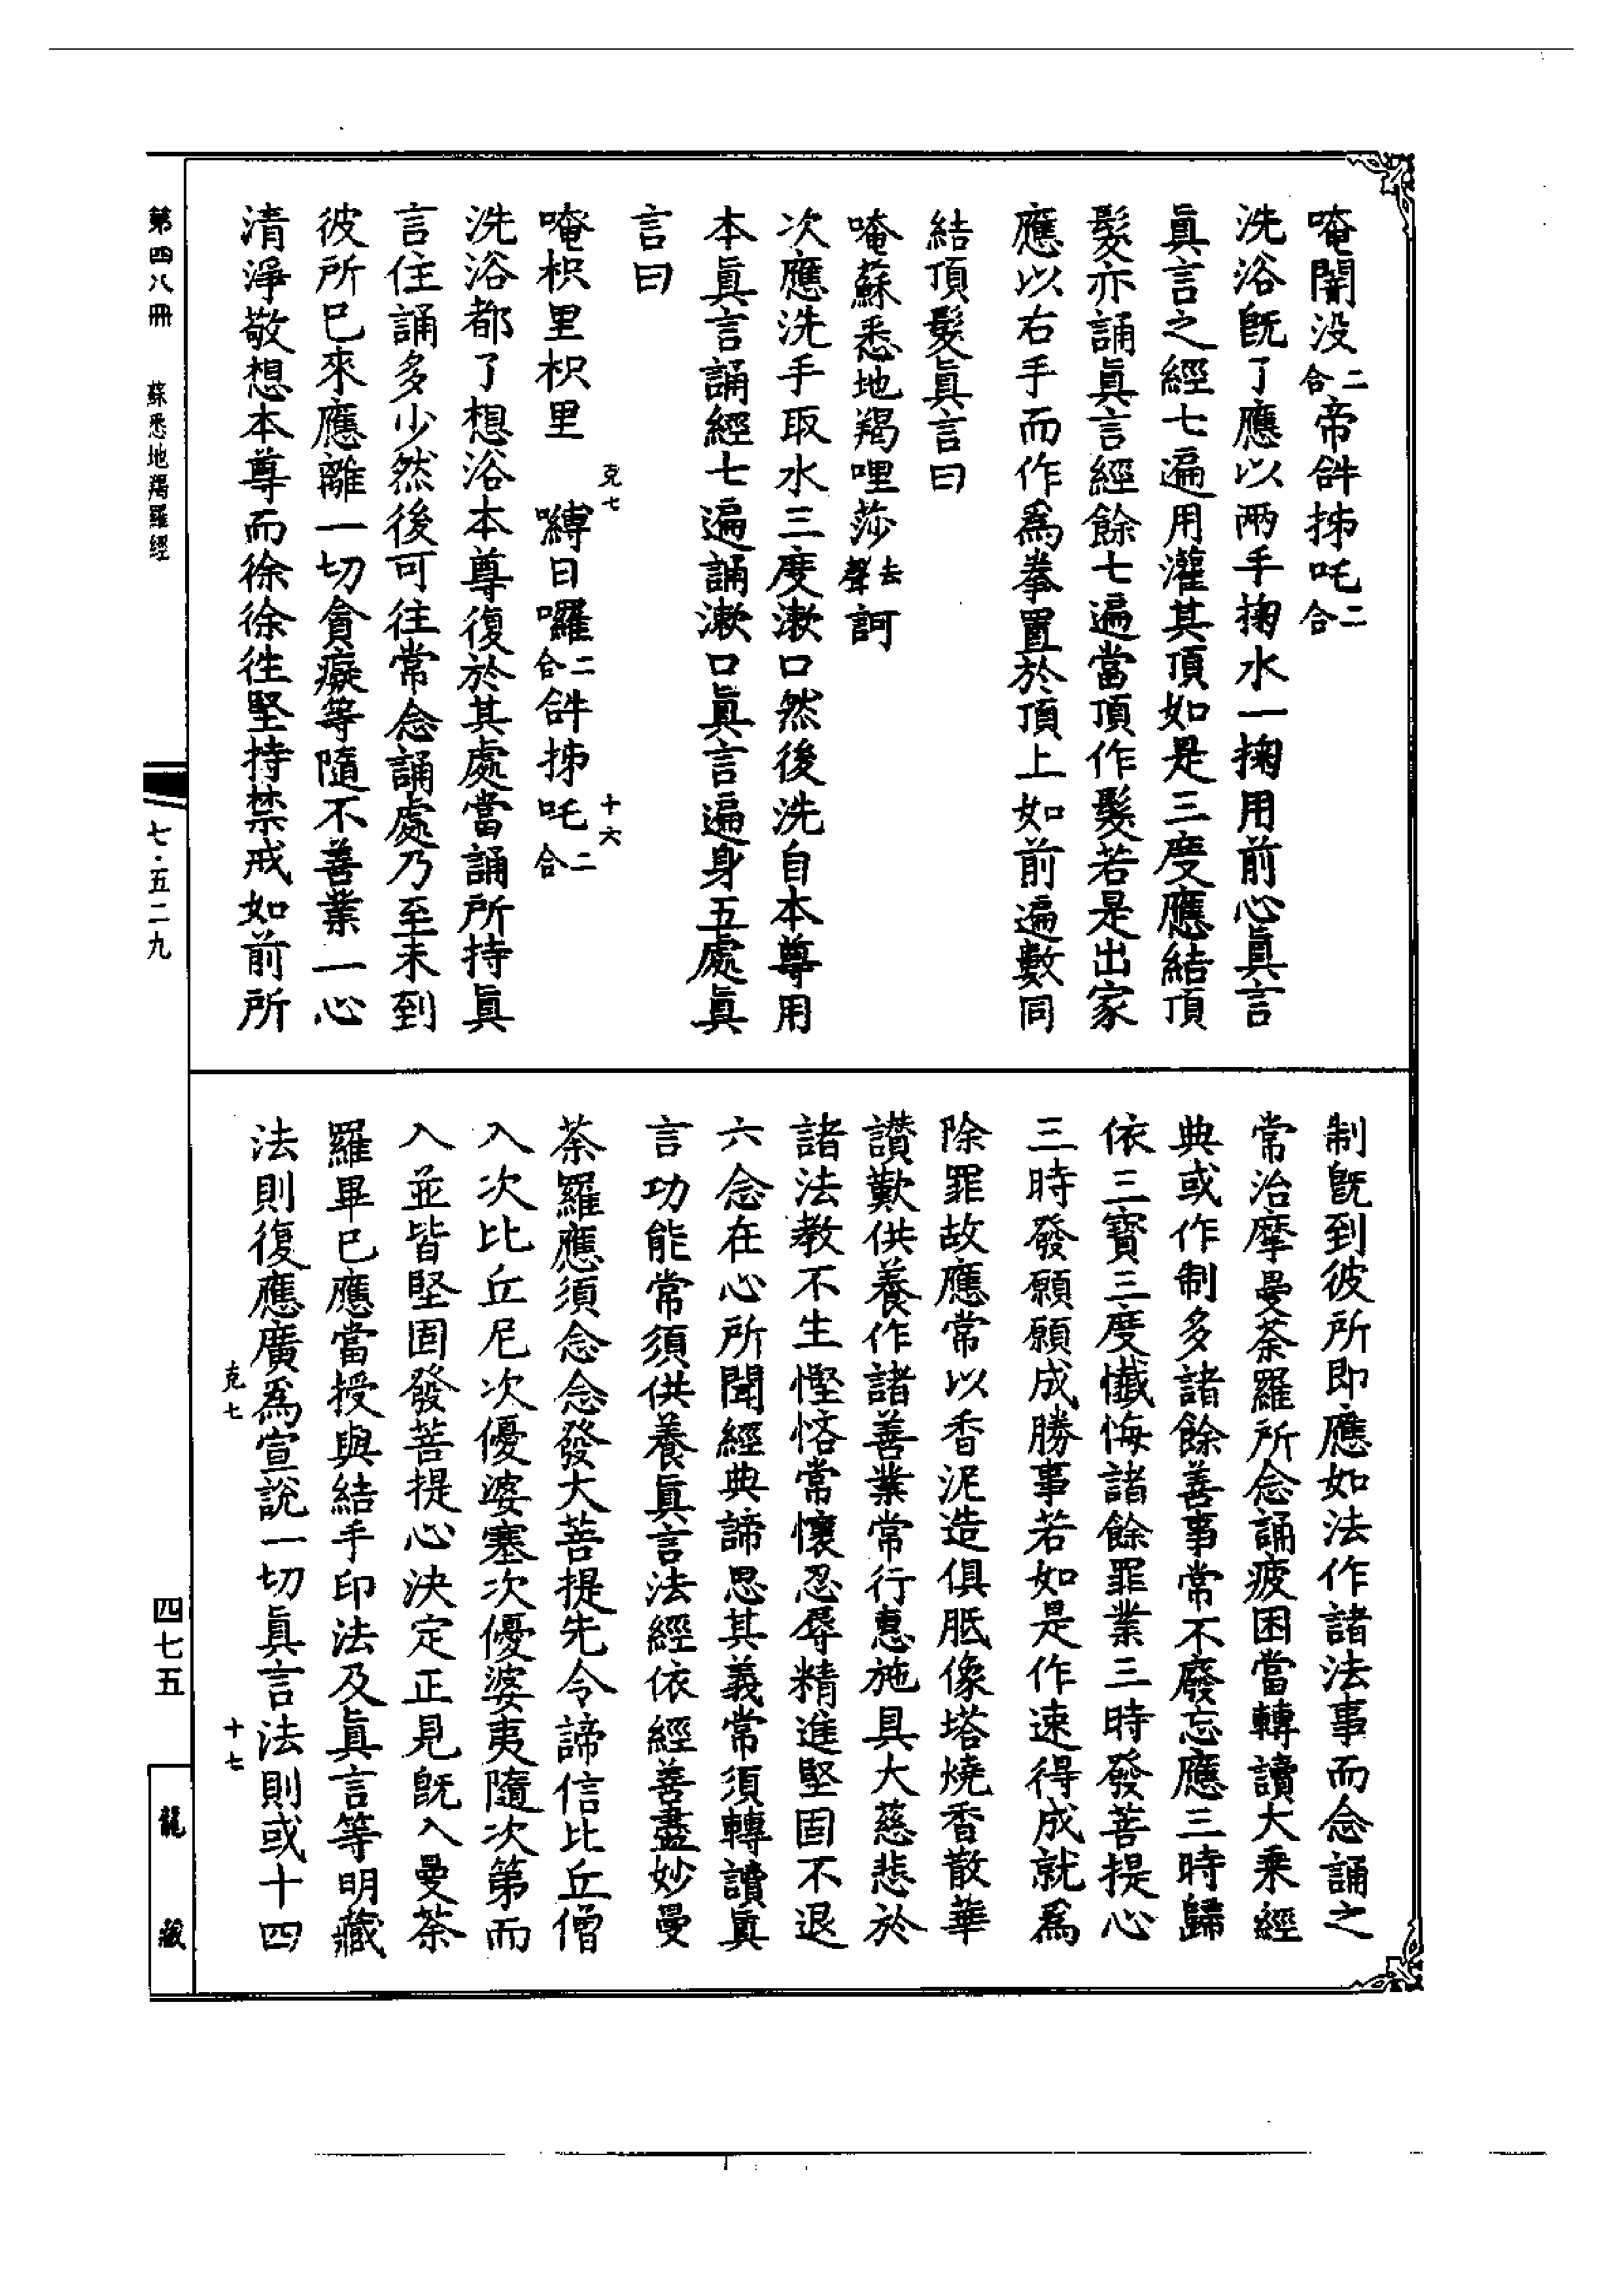 唵闇没二合帝𤙖㧊吒二合
洗浴旣了應以兩手掬水一掬用前心眞言
眞言之經七遍用灌其頂如是三度應結頂
髮亦誦眞言經餘七遍當頂作髮若是出家
應以右手而作爲拳置於頂上如前遍數同
結頂髮眞言曰
唵蘇悉地羯哩莎去聲訶
次應洗手取水三度漱口然後洗自本尊用
本眞言誦經七遍誦漱口眞言遍身五處眞
言曰
克七
十六
唵枳里枳里嚩日囉二合𤙖㧊吒二合
洗浴都了想浴本尊復於其處當誦所持眞
言住誦多少然後可往常念誦處乃至未到
彼所已來應離一切貪癡等隨不善業一心
清淨敬想本尊而徐徐徃堅持禁戒如前所
制旣到彼所即應如法作諸法事而念誦之
常治摩曼荼羅所念誦疲困當轉讀大乘經
典或作制多諸餘善事常不廢忘應三時歸
依三寶三度懺悔諸餘罪業三時發菩提心
三時發願願成勝事若如是作速得成就爲
除罪故應常以香泥造俱胝像塔燒香散華
讃歎供養作諸善業常行惠施具大慈悲於
諸法教不生慳悋常懷忍辱精進堅固不退
六念在心所聞經典諦思其義常須轉讀眞
言功能常須供養眞言法經依經善盡妙曼
荼羅應須念念發大菩提先令諦信比丘僧
入次比丘尼次優婆塞次優婆夷隨次第而
入並皆堅固發菩提心決定正見旣入曼荼
羅畢已應當授與結手印法及眞言等明藏
法則復應廣爲宣說一切眞言法則或十四
克七
十七
第四八冊
蘇悉地羯羅經
七·五二九
四七五
龍藏